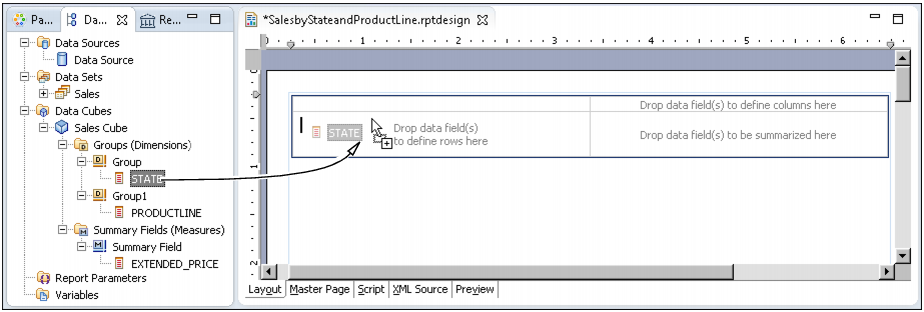 Pa...
Da...
Re...
Data Sources
Data Source
Data Sets
Sales
Data Cubes
Sales Cube
Groups (Dimensions)
Group
STATE
Group1
PRODUCTLINE
Summary Fields (Measures)
Summary Field
EXTENDED_PRICE
Report Parameters
Variables
*SalesbyStateandProductLine.rptdesign
1 2 3 4 5 6
Drop data field(s) to define columns here
STATE
Drop data field(s)
to define rows here
Drop data field(s) to be summarized here
1
2
Layout Master Page Script XML Source Preview